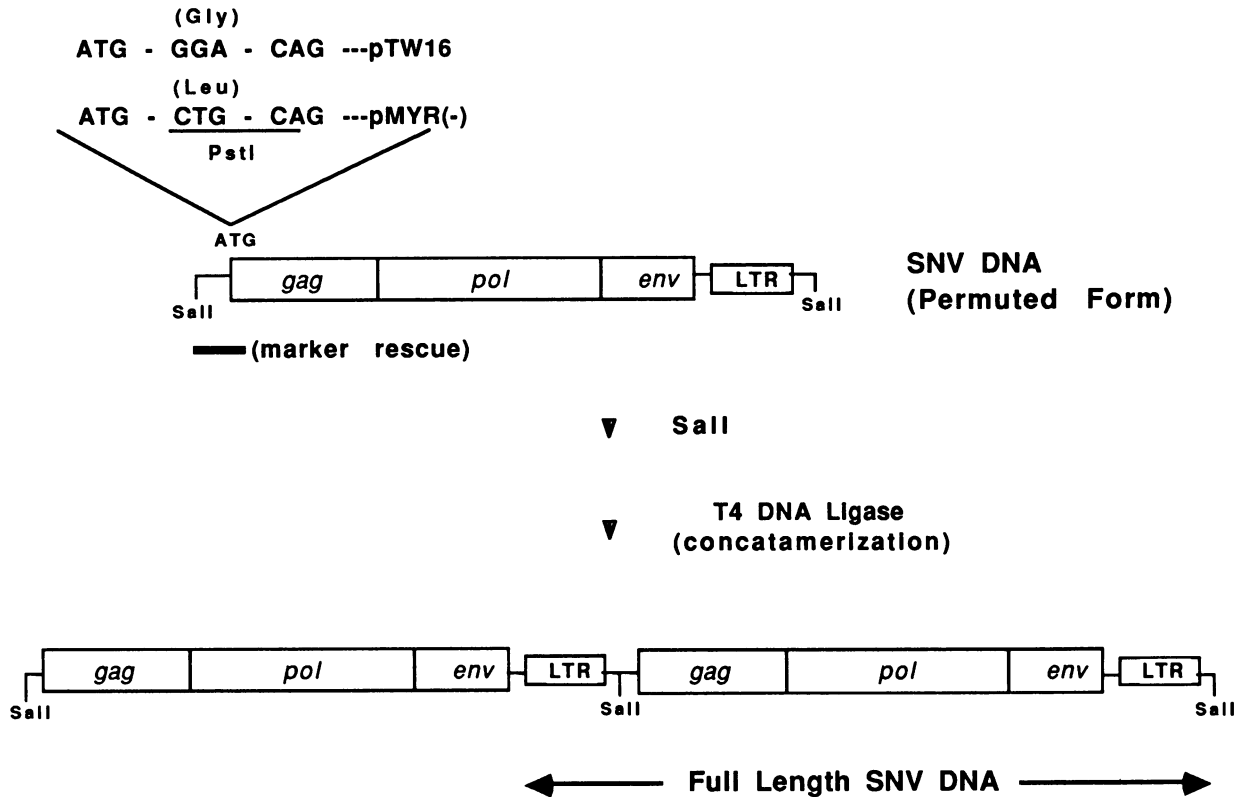 (Gly)
ATG - GGA - CAG ---pTW16
(Leu)
ATG - CTG - CAG ---pMYR(-)
PstI
ATG
gag pol env LTR
SalI SalI
SNV DNA
(Permuted Form)
(marker rescue)
SalI
T4 DNA Ligase
(concatamerization)
gag pol env LTR gag pol env LTR
SalI SalI SalI
Full Length SNV DNA